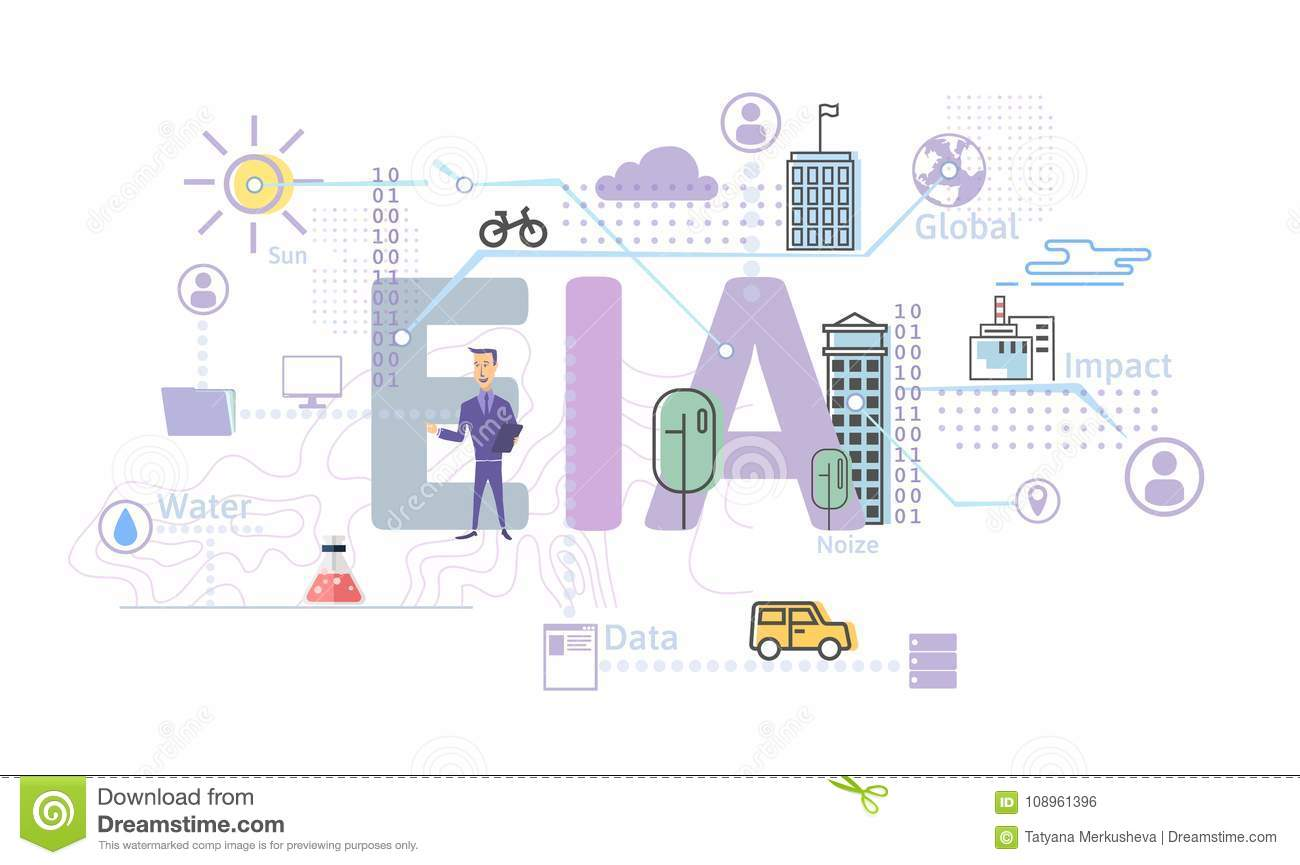 Sun
10
01
00
10
00
11
00
11
01
00
01
Global
EIA
10
01
00
10
00
11
00
11
01
00
01
Impact
Water
Noize
Data
Download from
Dreamstime.com
This watermarked comp image is for previewing purposes only.
ID 108961396
© Tatyana Merkusheva | Dreamstime.com
dreamstime